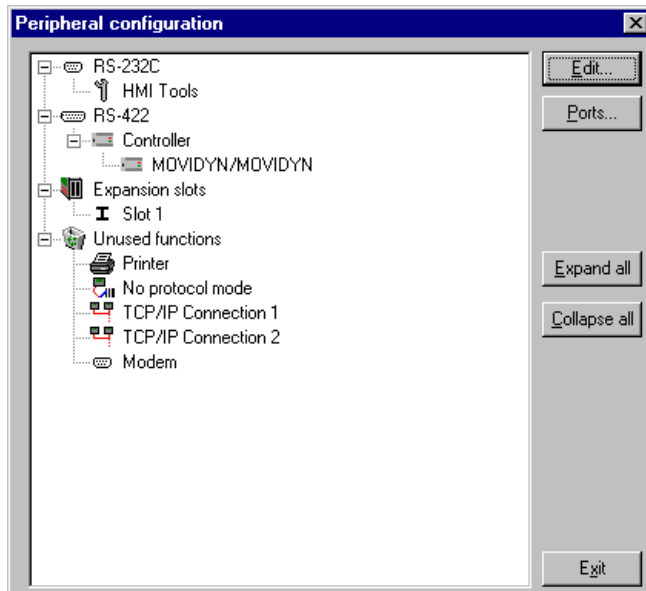 Peripheral configuration
RS-232C
HMI Tools
RS-422
Controller
MOVIDYN/MOVIDYN
Expansion slots
Slot 1
Unused functions
Printer
No protocol mode
TCP/IP Connection 1
TCP/IP Connection 2
Modem
Edit...
Ports...
Expand all
Collapse all
Exit